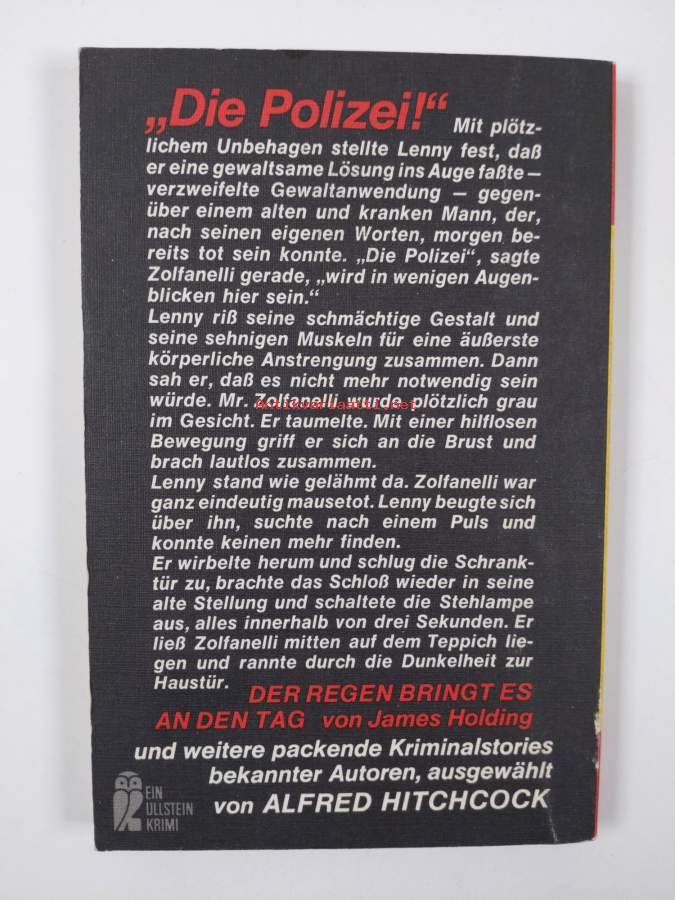 „Die Polizei!“ Mit plötz-
lichem Unbehagen stellte Lenny fest, daß
er eine gewaltsame Lösung ins Auge faßte —
verzweifelte Gewaltanwendung — gegen-
über einem alten und kranken Mann, der,
nach seinen eigenen Worten, morgen be-
reits tot sein konnte. „Die Polizei“, sagte
Zolfanelli gerade, „wird in wenigen Augen-
blicken hier sein.“
Lenny riß seine schmächtige Gestalt und
seine sehnigen Muskeln für eine äußerste
körperliche Anstrengung zusammen. Dann
sah er, daß es nicht mehr notwendig sein
würde. Mr. Zolfanelli wurde plötzlich grau
antikvariaatti.net
im Gesicht. Er taumelte. Mit einer hilflosen
Bewegung griff er sich an die Brust und
brach lautlos zusammen.
Lenny stand wie gelähmt da. Zolfanelli war
ganz eindeutig mausetot. Lenny beugte sich
über ihn, suchte nach einem Puls und
konnte keinen mehr finden.
Er wirbelte herum und schlug die Schrank-
tür zu, brachte das Schloß wieder in seine
alte Stellung und schaltete die Stehlampe
aus, alles innerhalb von drei Sekunden. Er
ließ Zolfanelli mitten auf dem Teppich lie-
gen und rannte durch die Dunkelheit zur
Haustür. DER REGEN BRINGT ES
AN DEN TAG von James Holding
und weitere packende Kriminalstories
bekannter Autoren, ausgewählt
von ALFRED HITCHCOCK
EIN
ULLSTEIN
KRIMI